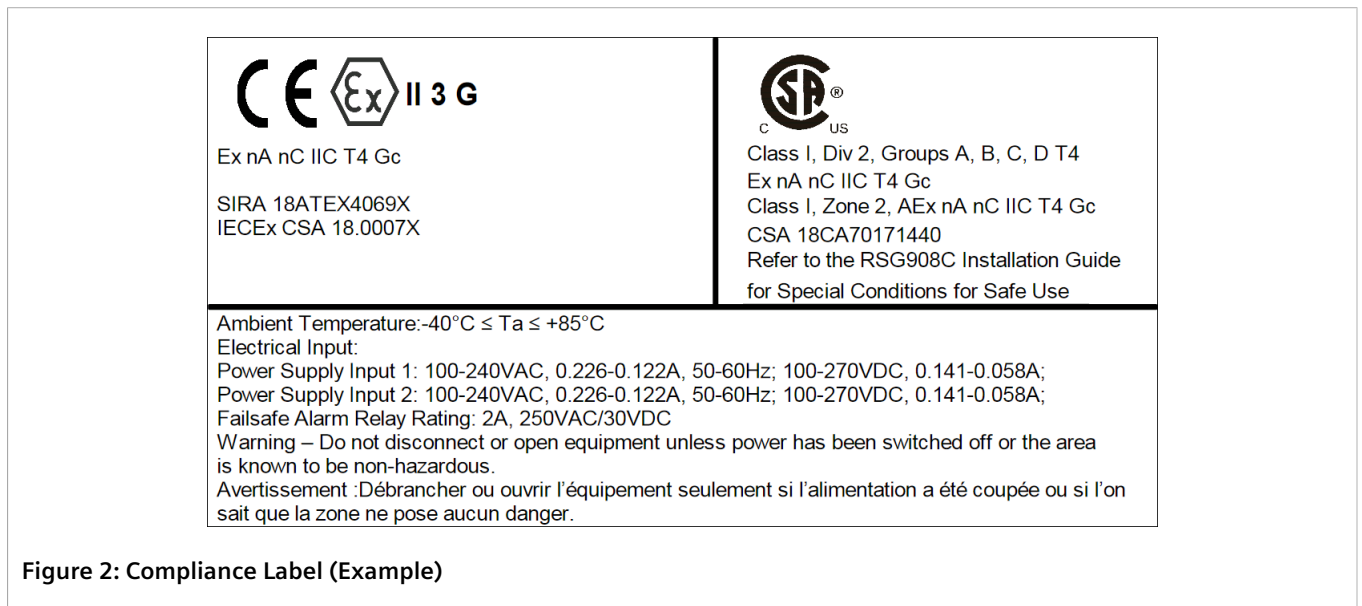 CE Ex II 3 G
Ex nA nC IIC T4 Gc
SIRA 18ATEX4069X
IECEx CSA 18.0007X
CSA ®
C US
Class I, Div 2, Groups A, B, C, D T4
Ex nA nC IIC T4 Gc
Class I, Zone 2, AEx nA nC IIC T4 Gc
CSA 18CA70171440
Refer to the RSG908C Installation Guide
for Special Conditions for Safe Use
Ambient Temperature:-40°C ≤ Ta ≤ +85°C
Electrical Input:
Power Supply Input 1: 100-240VAC, 0.226-0.122A, 50-60Hz; 100-270VDC, 0.141-0.058A;
Power Supply Input 2: 100-240VAC, 0.226-0.122A, 50-60Hz; 100-270VDC, 0.141-0.058A;
Failsafe Alarm Relay Rating: 2A, 250VAC/30VDC
Warning – Do not disconnect or open equipment unless power has been switched off or the area
is known to be non-hazardous.
Avertissement :Débrancher ou ouvrir l’équipement seulement si l’alimentation a été coupée ou si l’on
sait que la zone ne pose aucun danger.
Figure 2: Compliance Label (Example)